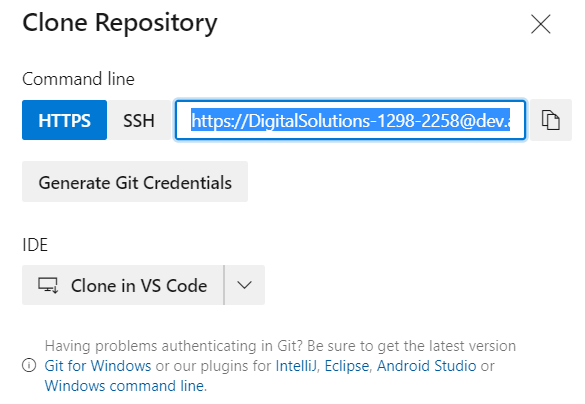 Clone Repository
Command line
HTTPS SSH https://DigitalSolutions-1298-2258@dev.
Generate Git Credentials
IDE
Clone in VS Code
Having problems authenticating in Git? Be sure to get the latest version
Git for Windows or our plugins for IntelliJ, Eclipse, Android Studio or
Windows command line.